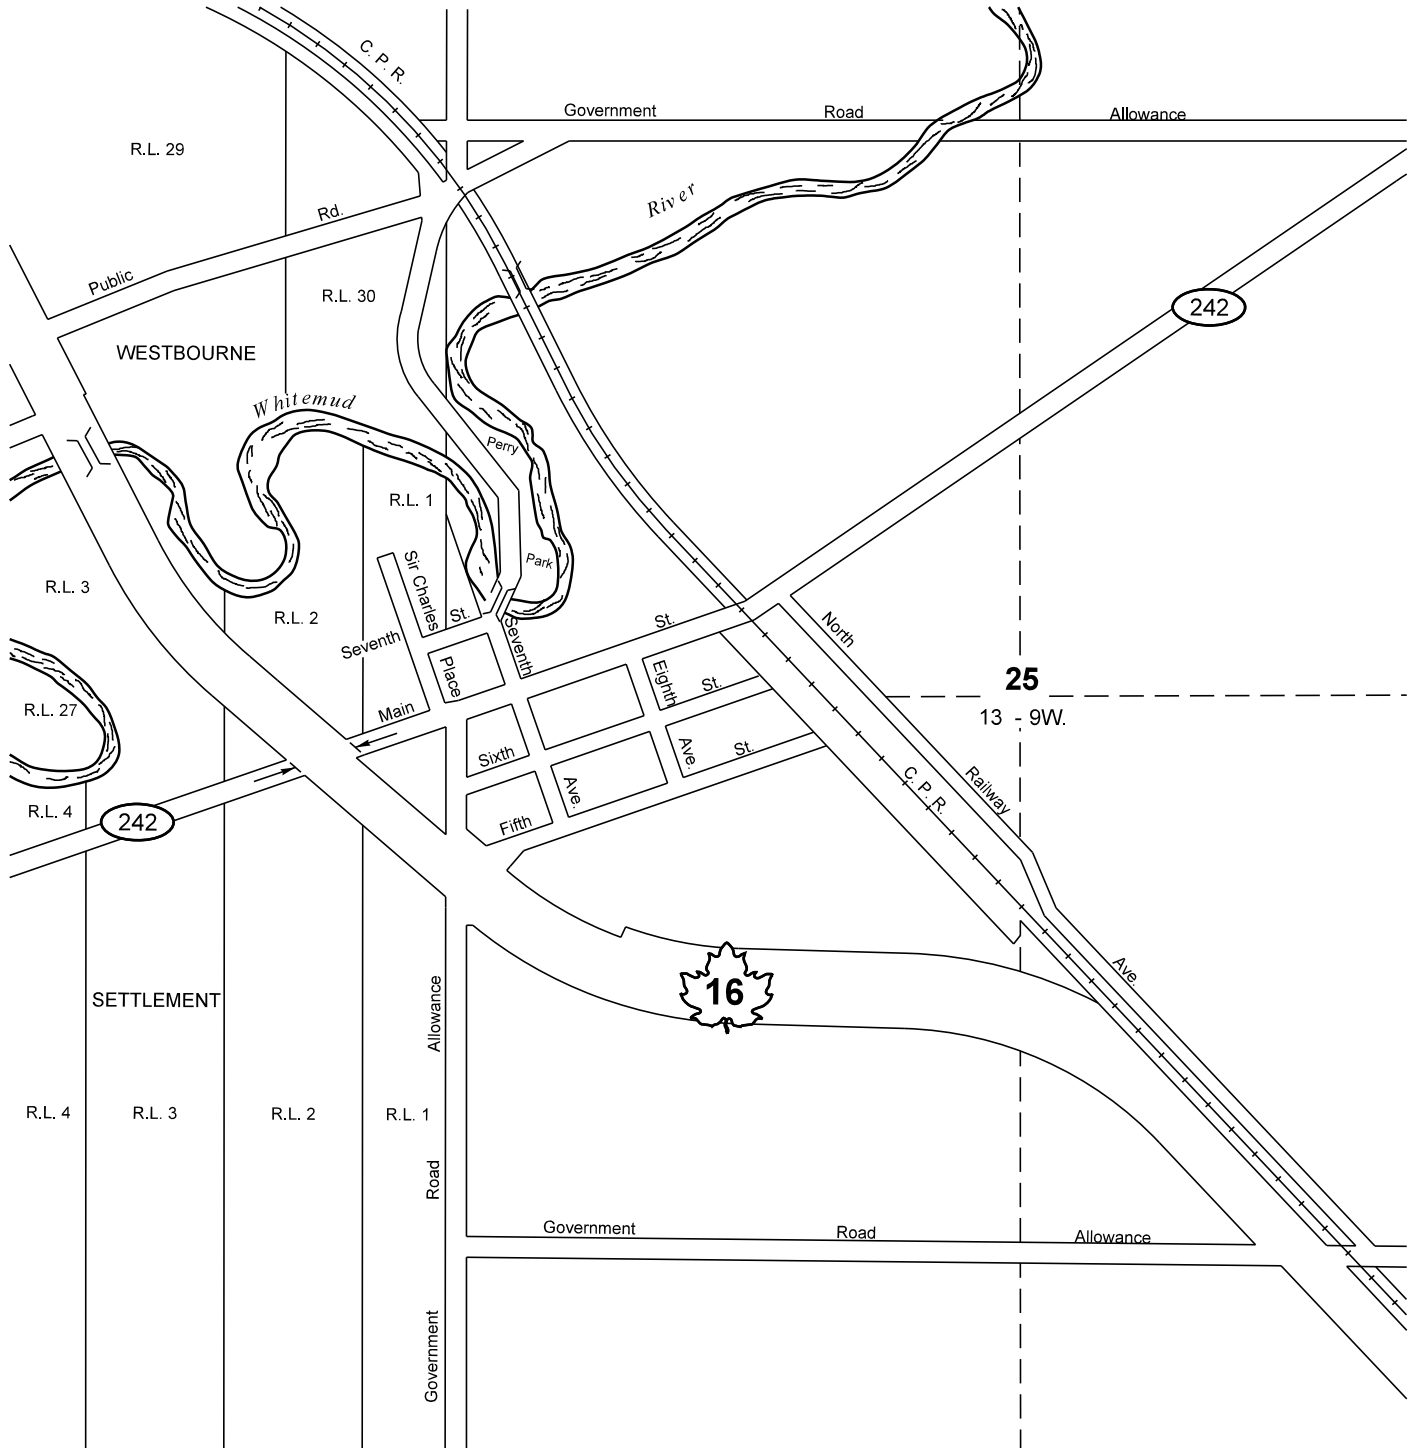 C. P. R.
Government Road Allowance
R.L. 29
River
Rd.
Public
R.L. 30
242
WESTBOURNE
Whitemud
Perry
R.L. 1
Park
Sir Charles
R.L. 3
St.
R.L. 2
Seventh
Seventh
St.
North
Place
Eighth
St.
25
R.L. 27
Main
13 - 9W.
Sixth
Ave.
St.
Ave.
C. P. R.
Railway
R.L. 4
242
Fifth
Ave.
16
SETTLEMENT
Allowance
R.L. 4
R.L. 3
R.L. 2
R.L. 1
Road
Government Road Allowance
Government